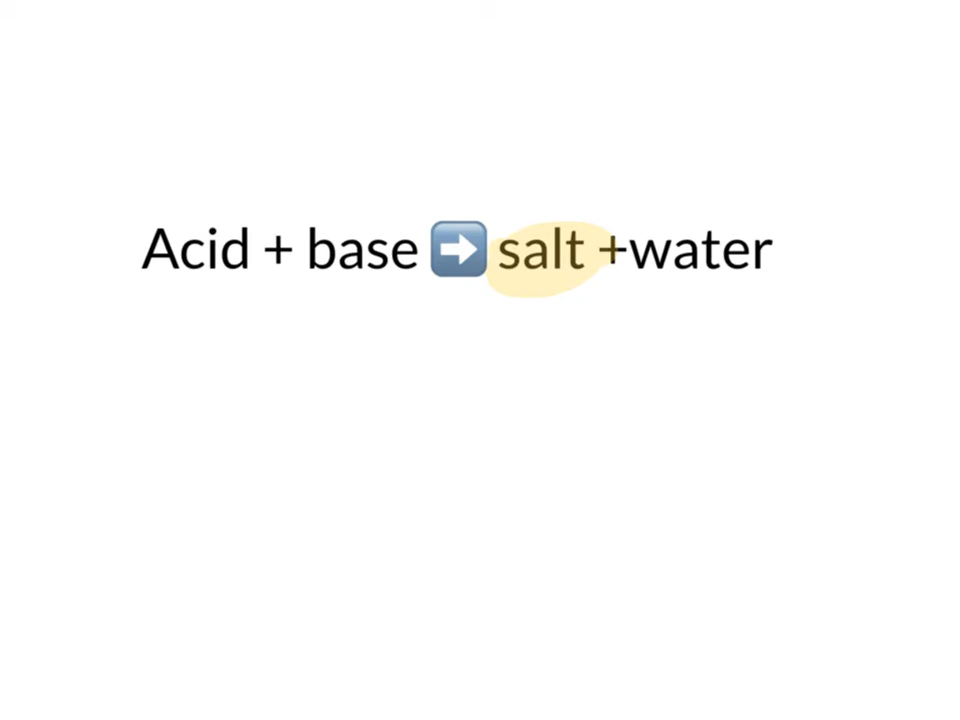 Acid + base ➡️ salt +water